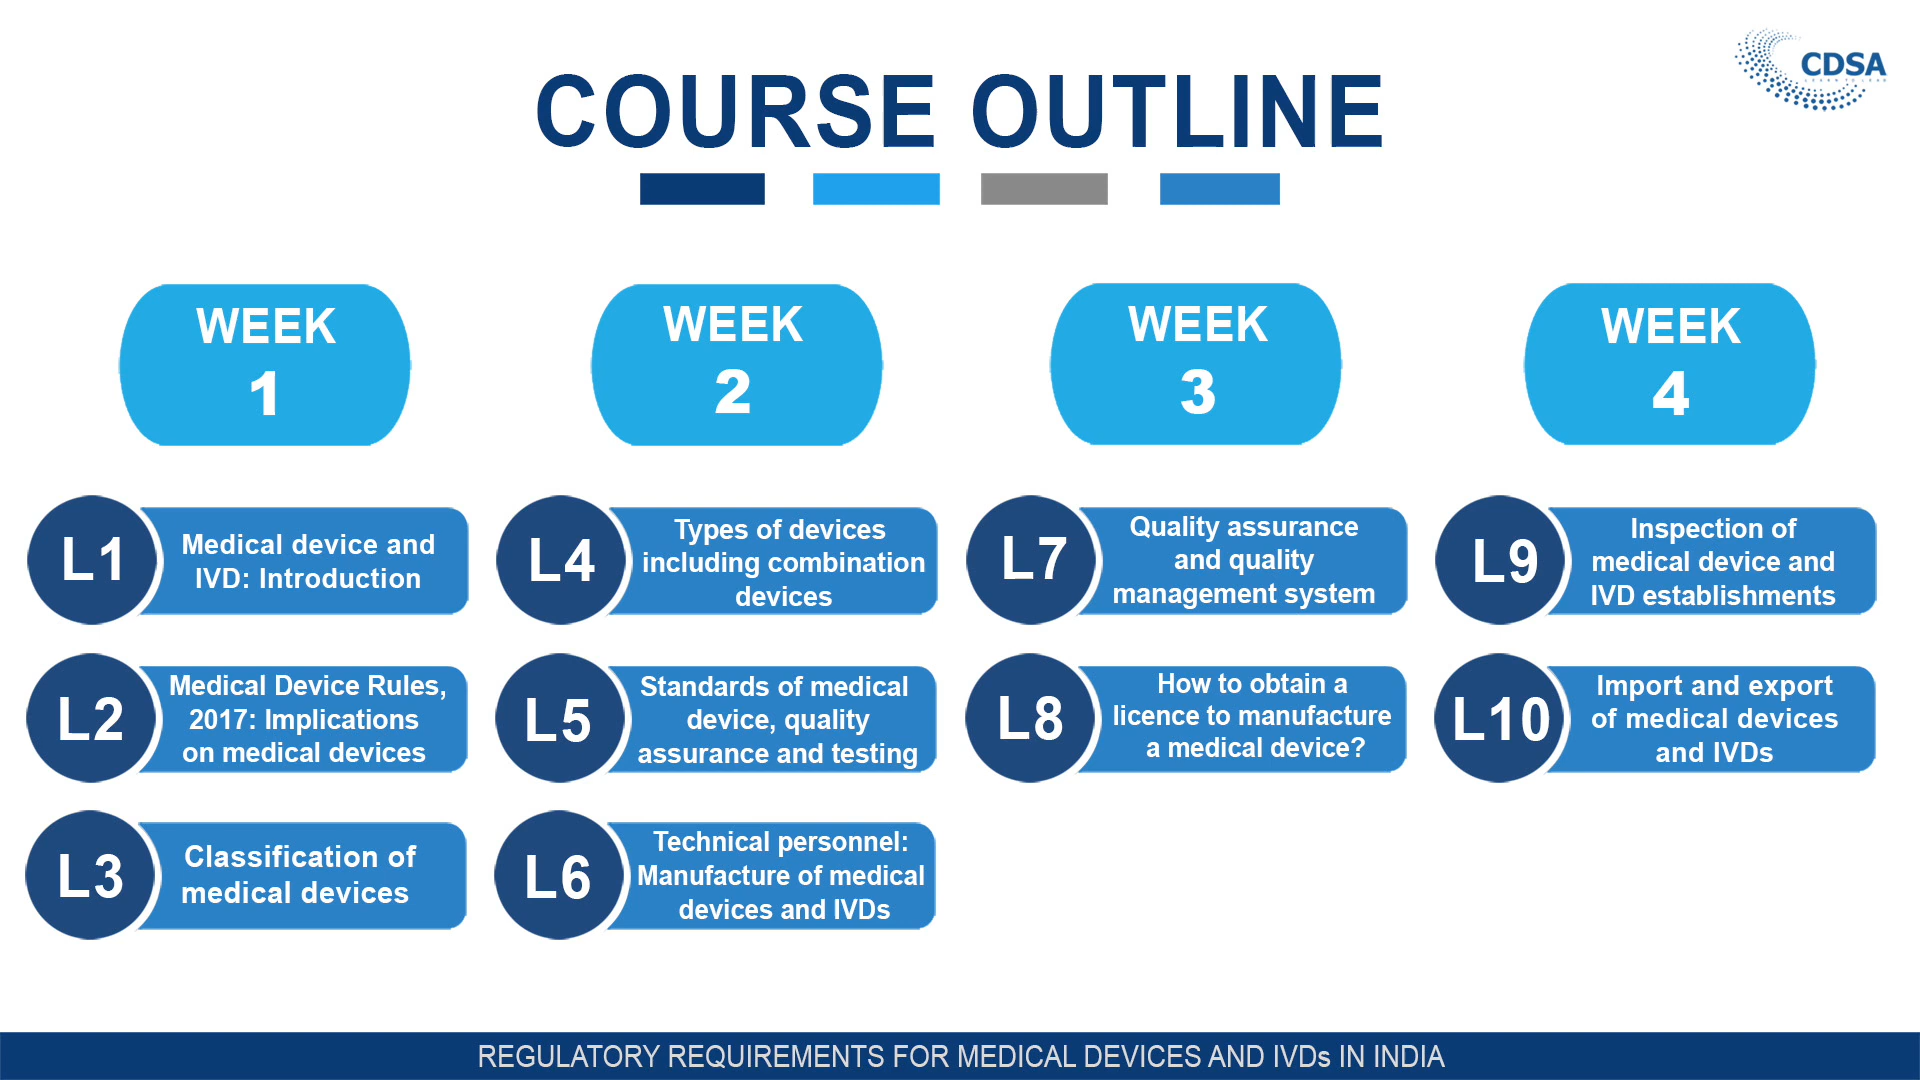 CDSA
LEARN TO LEAD
COURSE OUTLINE
WEEK
1
L1
Medical device and
IVD: Introduction
L2
Medical Device Rules,
2017: Implications
on medical devices
L3
Classification of
medical devices
WEEK
2
L4
Types of devices
including combination
devices
L5
Standards of medical
device, quality
assurance and testing
L6
Technical personnel:
Manufacture of medical
devices and IVDs
WEEK
3
L7
Quality assurance
and quality
management system
L8
How to obtain a
licence to manufacture
a medical device?
WEEK
4
L9
Inspection of
medical device and
IVD establishments
L10
Import and export
of medical devices
and IVDs
REGULATORY REQUIREMENTS FOR MEDICAL DEVICES AND IVDs IN INDIA